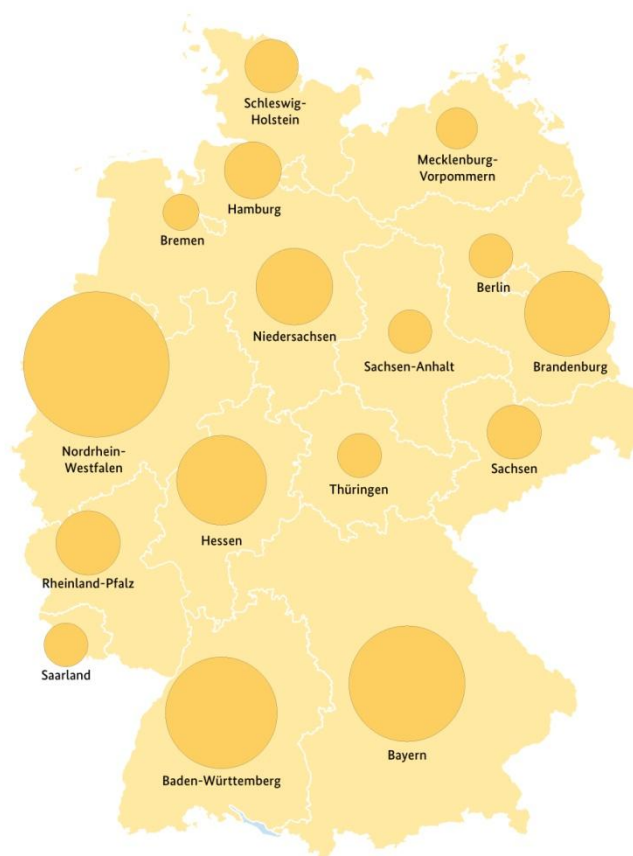 Schleswig-
Holstein
Mecklenburg-
Vorpommern
Hamburg
Bremen
Berlin
Niedersachsen
Sachsen-Anhalt
Brandenburg
Nordrhein-
Westfalen
Sachsen
Thüringen
Hessen
Rheinland-Pfalz
Saarland
Bayern
Baden-Württemberg